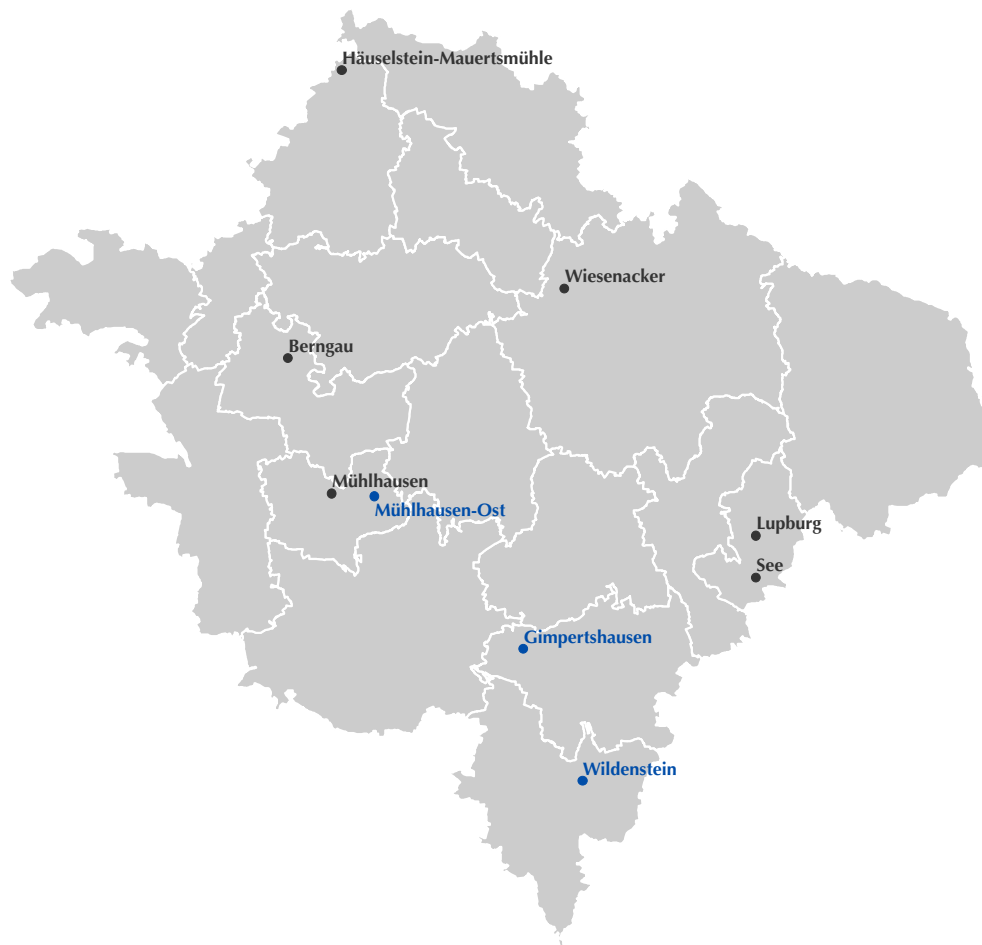 Häuselstein-Mauertsmühle
Wiesenacker
Berngau
Mühlhausen
Mühlhausen-Ost
Lupburg
See
Gimpertshausen
Wildenstein